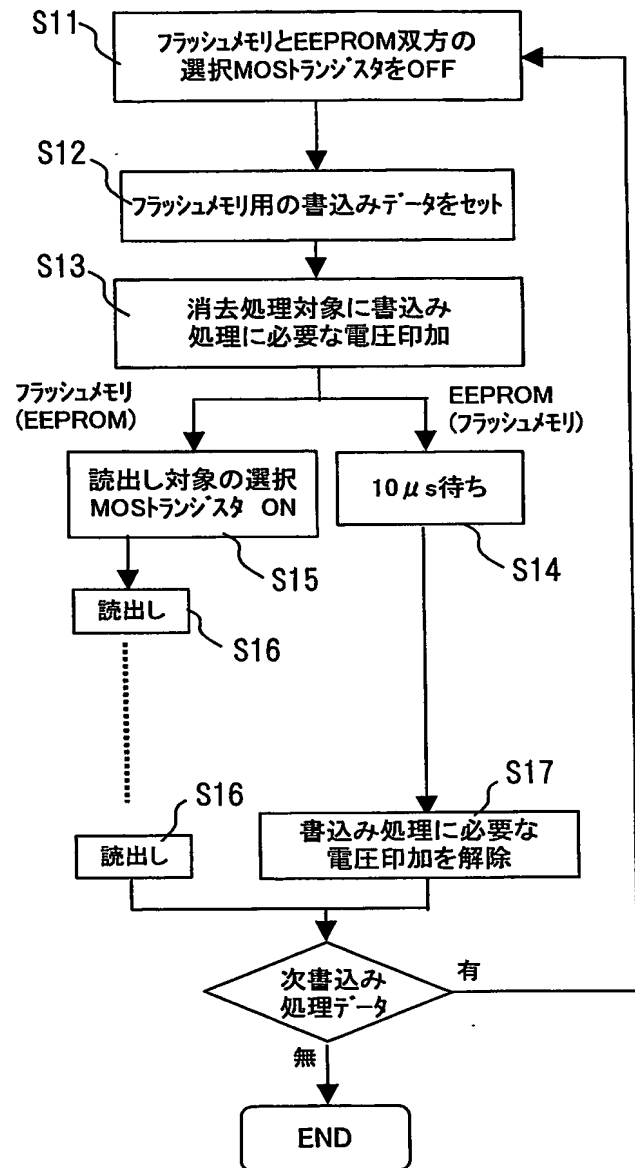 S11
フラッシュメモリとEEPROM双方の
選択MOSトランジスタをOFF
S12
フラッシュメモリ用の書込みデータをセット
S13
消去処理対象に書込み
処理に必要な電圧印加
フラッシュメモリ
(EEPROM)
EEPROM
(フラッシュメモリ)
読出し対象の選択
MOSトランジスタ ON
10μs待ち
S15
S14
読出し
S16
S17
S16
書込み処理に必要な
電圧印加を解除
読出し
次書込み
処理データ
有
無
END